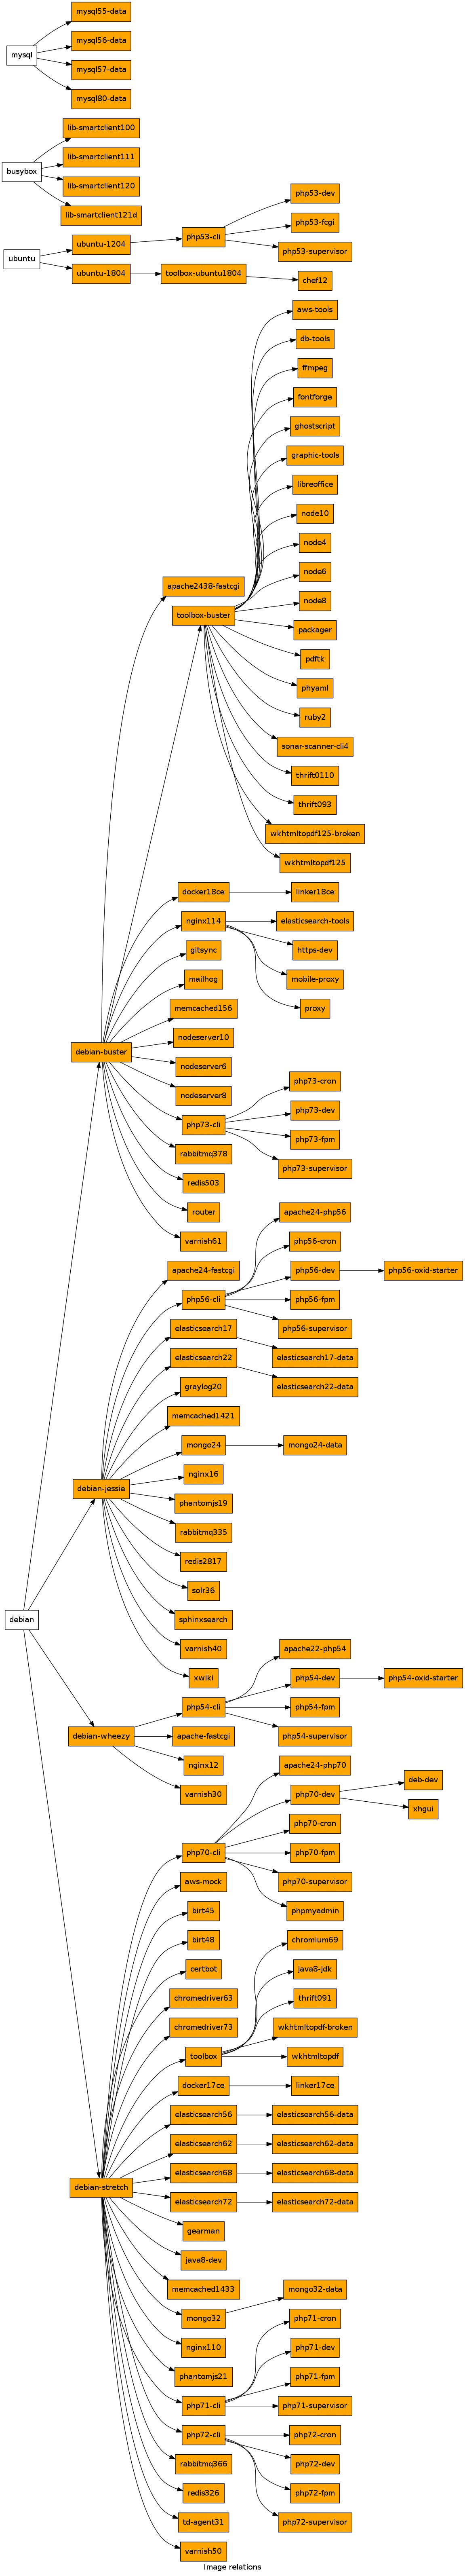 mysql
mysql55-data
mysql56-data
mysql57-data
mysql80-data
busybox
lib-smartclient100
lib-smartclient111
lib-smartclient120
lib-smartclient121d
ubuntu
ubuntu-1204
php53-cli
php53-dev
php53-fcgi
php53-supervisor
ubuntu-1804
toolbox-ubuntu1804
chef12
aws-tools
db-tools
ffmpeg
fontforge
ghostscript
graphic-tools
libreoffice
node10
node4
node6
apache2438-fastcgi
node8
toolbox-buster
packager
pdftk
phyaml
ruby2
sonar-scanner-cli4
thrift0110
thrift093
wkhtmltopdf125-broken
wkhtmltopdf125
docker18ce
linker18ce
nginx114
elasticsearch-tools
gitsync
https-dev
mailhog
mobile-proxy
memcached156
proxy
nodeserver10
debian-buster
nodeserver6
nodeserver8
php73-cron
php73-dev
php73-cli
php73-fpm
rabbitmq378
php73-supervisor
redis503
router
apache24-php56
varnish61
php56-cron
apache24-fastcgi
php56-dev
php56-oxid-starter
php56-cli
php56-fpm
elasticsearch17
php56-supervisor
elasticsearch22
elasticsearch17-data
graylog20
elasticsearch22-data
memcached1421
mongo24
mongo24-data
nginx16
debian-jessie
phantomjs19
rabbitmq335
redis2817
solr36
debian
sphinxsearch
varnish40
apache22-php54
xwiki
php54-dev
php54-oxid-starter
php54-cli
php54-fpm
debian-wheezy
apache-fastcgi
php54-supervisor
nginx12
apache24-php70
deb-dev
varnish30
php70-dev
xhgui
php70-cron
php70-cli
php70-fpm
aws-mock
php70-supervisor
birt45
phpmyadmin
birt48
chromium69
certbot
java8-jdk
chromedriver63
thrift091
chromedriver73
wkhtmltopdf-broken
toolbox
wkhtmltopdf
docker17ce
linker17ce
elasticsearch56
elasticsearch56-data
elasticsearch62
elasticsearch62-data
elasticsearch68
elasticsearch68-data
debian-stretch
elasticsearch72
elasticsearch72-data
gearman
java8-dev
memcached1433
mongo32-data
mongo32
php71-cron
nginx110
php71-dev
phantomjs21
php71-fpm
php71-cli
php71-supervisor
php72-cli
php72-cron
rabbitmq366
php72-dev
redis326
php72-fpm
td-agent31
php72-supervisor
varnish50
Image relations